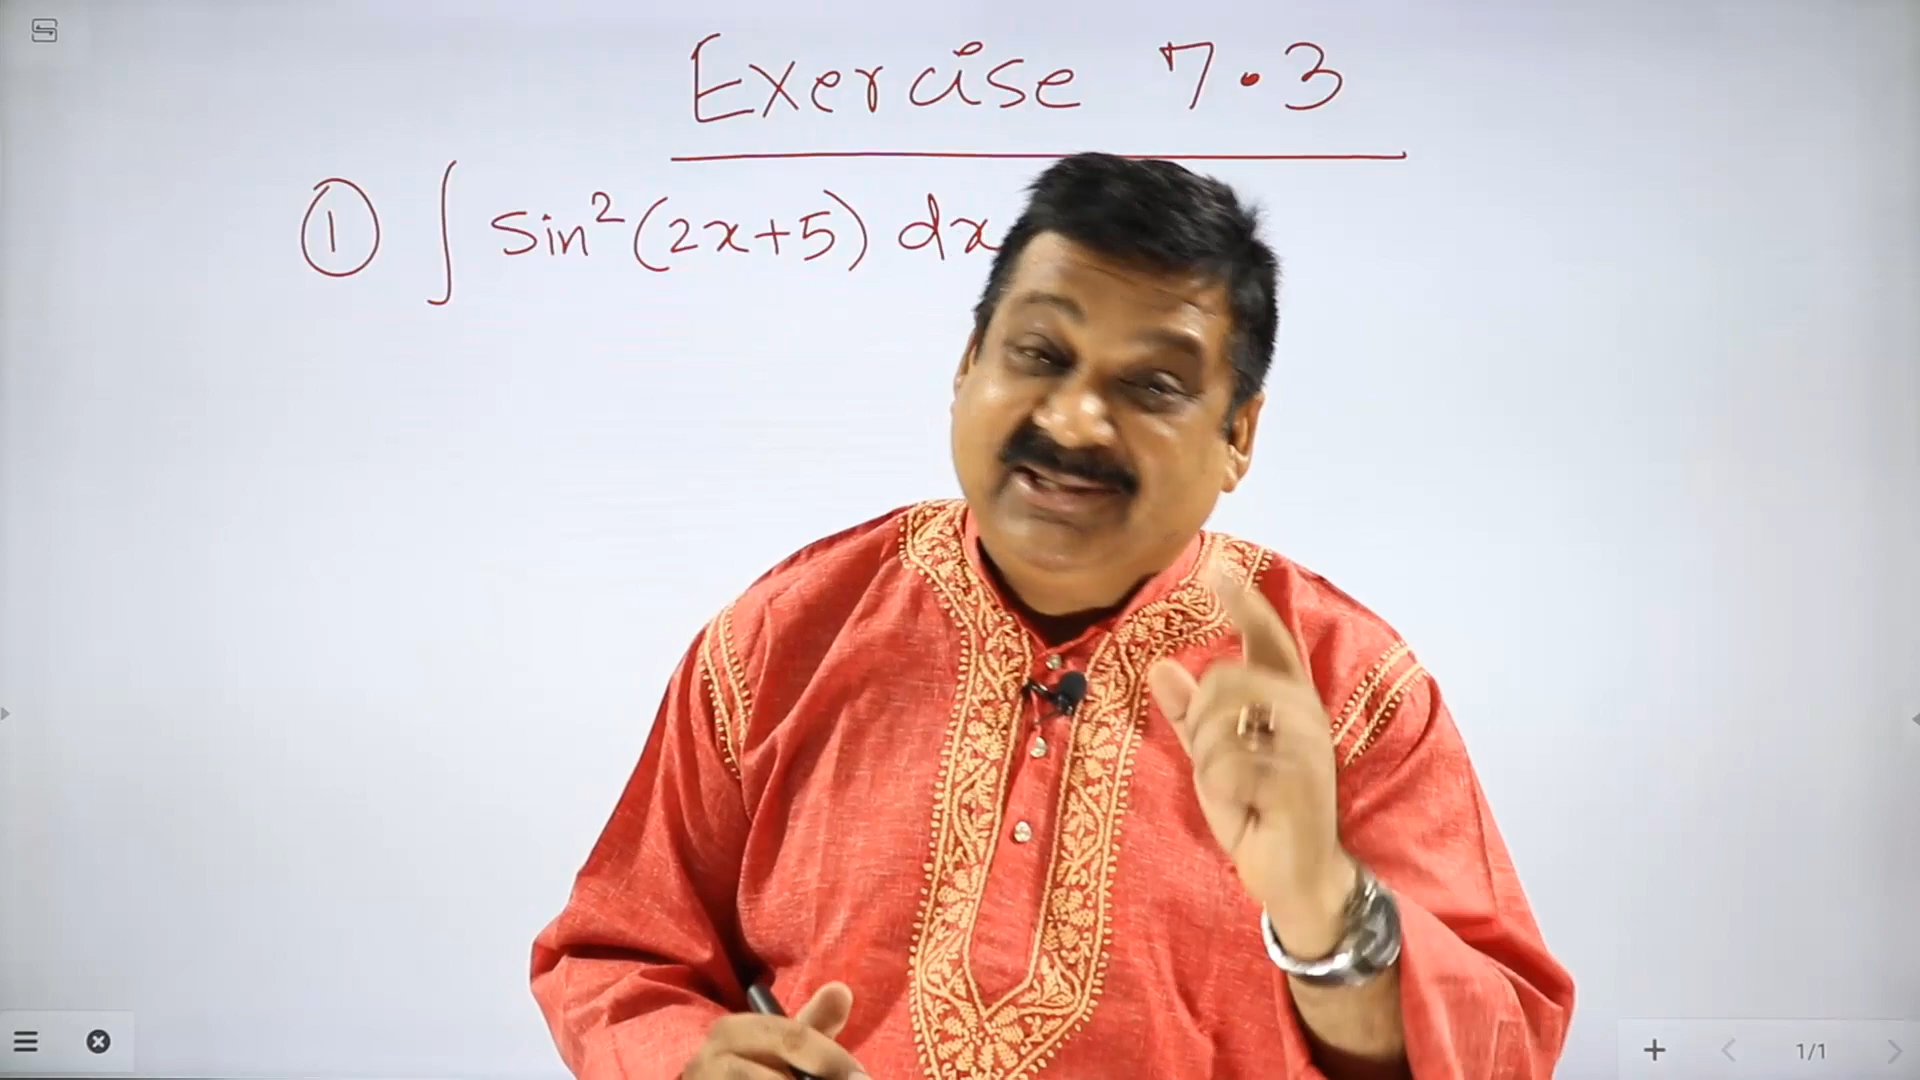 Exercise 7.3
① ∫ Sin²(2x+5) dx
1/1